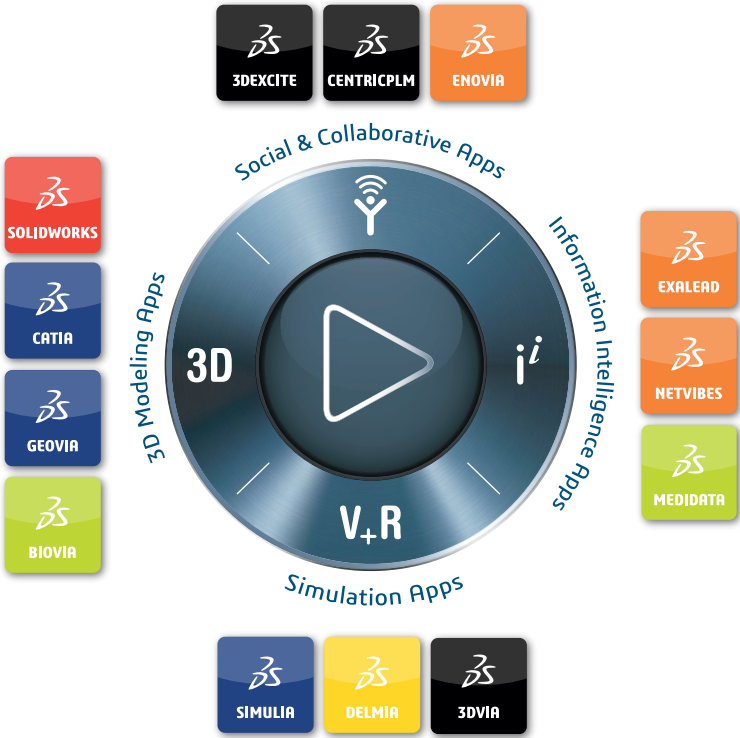 3DEXCITE
CENTRICPLM
ENOVIA
Social & Collaborative Apps
SOLIDWORKS
CATIA
GEOVIA
BIOVIA
3D Modeling Apps
3D
i i
V+R
Information Intelligence Apps
EXALEAD
NETVIBES
MEDIDATA
Simulation Apps
SIMULIA
DELMIA
3DVIA